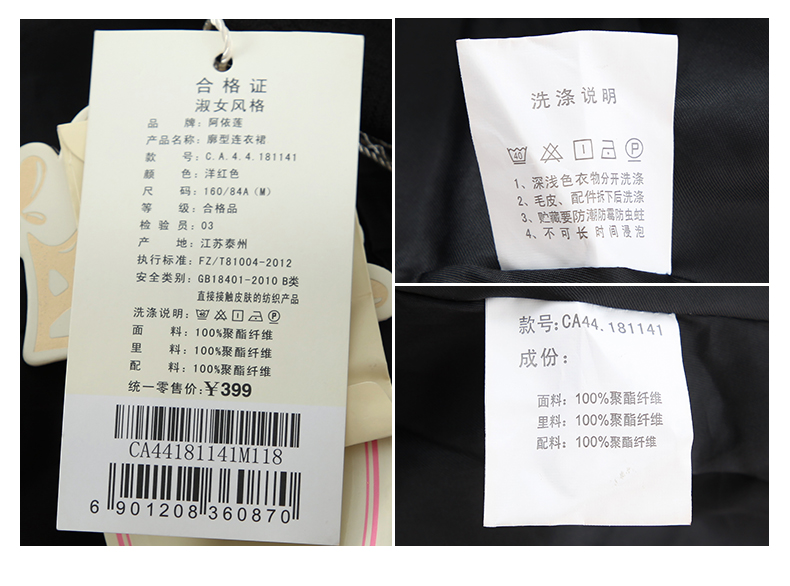 合格证
淑女风格
品 牌：阿依莲
产品名称：廓型连衣裙
款 号：C.A.4.4.181141
颜 色：洋红色
尺 码：160/84A（M）
等 级：合格品
检 验 员：03
产 地：江苏泰州
执行标准：FZ/T81004-2012
安全类别：GB18401-2010 B类
直接接触皮肤的纺织产品
洗涤说明：
面 料：100%聚酯纤维
里 料：100%聚酯纤维
配 料：100%聚酯纤维
统一零售价：¥399
CA44181141M118
6 901208 360870
洗涤说明
40 P
1、深浅色衣物分开洗涤
2、毛皮、配件拆下后洗涤
3、贮藏要防潮防霉防虫蛀
4、不可长时间浸泡
款号：CA44.181141
成份：
面料：100%聚酯纤维
里料：100%聚酯纤维
配料：100%聚酯纤维